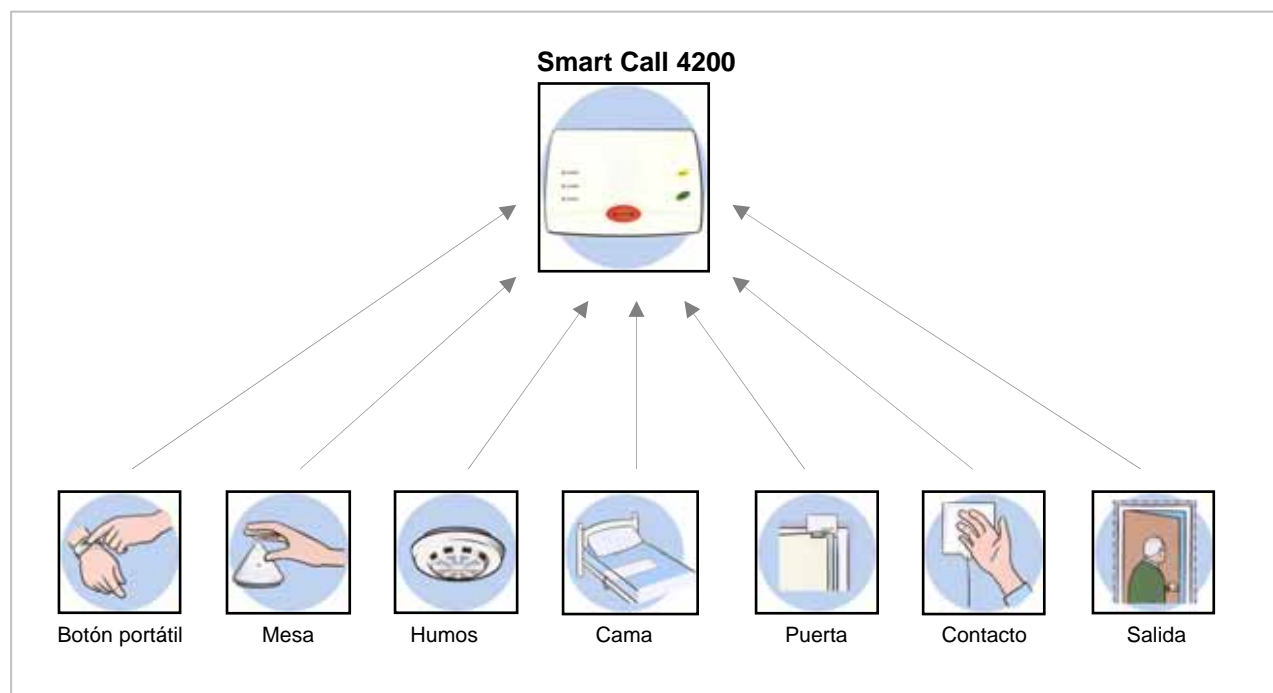 Smart Call 4200
Botón portátil
Mesa
Humos
Cama
Puerta
Contacto
Salida